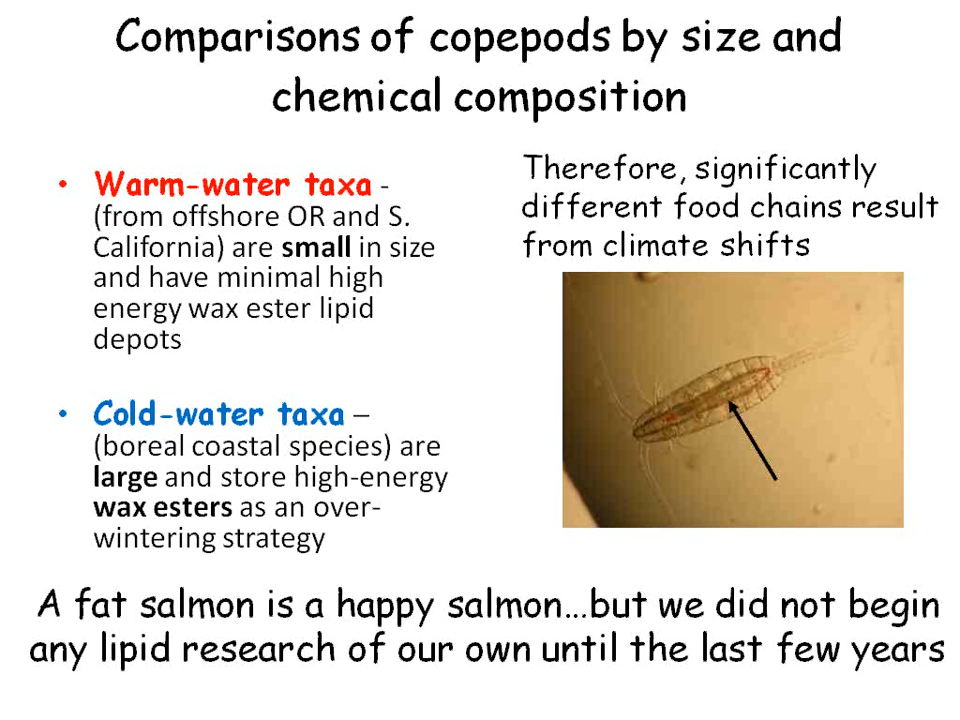 Comparisons of copepods by size and
chemical composition
• Warm-water taxa -
(from offshore OR and S.
California) are small in size
and have minimal high
energy wax ester lipid
depots
• Cold-water taxa –
(boreal coastal species) are
large and store high-energy
wax esters as an over-
wintering strategy
Therefore, significantly
different food chains result
from climate shifts
A fat salmon is a happy salmon…but we did not begin
any lipid research of our own until the last few years